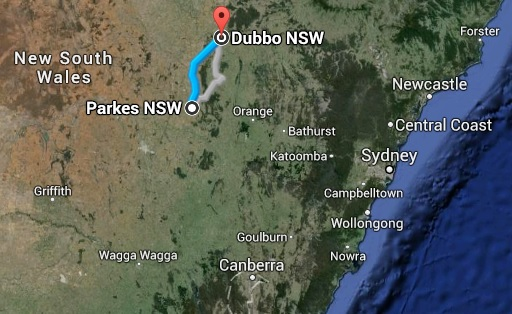 Dubbo NSW
Forster
New South
Wales
Newcastle
Parkes NSW
Orange
Bathurst
Central Coast
Katoomba
Sydney
Griffith
Campbelltown
Wollongong
Goulburn
Wagga Wagga
Nowra
Canberra